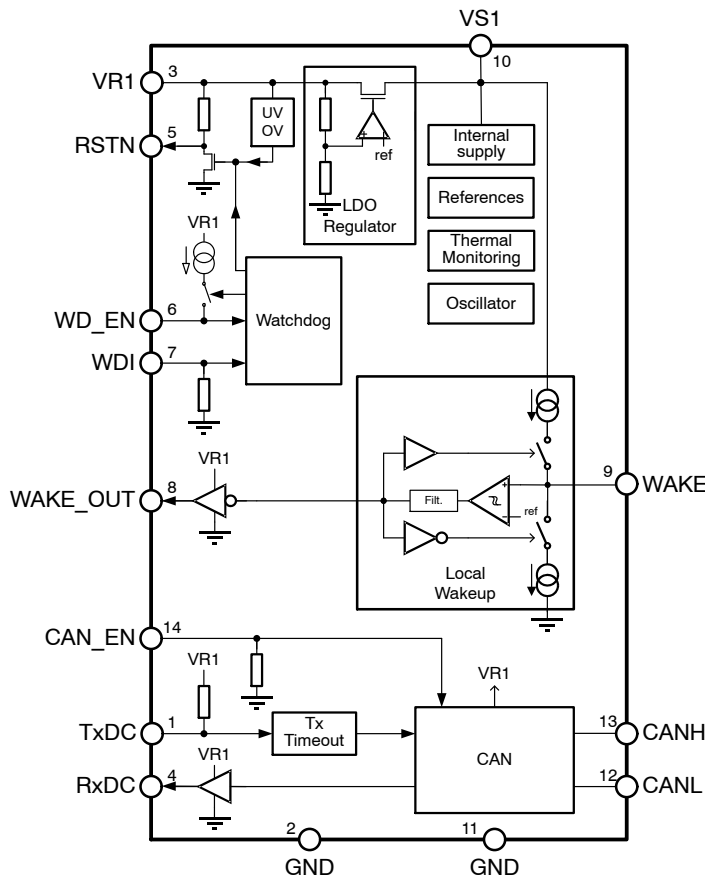 VS1
10
VR1
3
UV
OV
5
RSTN
ref
LDO
Regulator
Internal
supply
References
Thermal
Monitoring
Oscillator
VR1
6
WD_EN
7
WDI
Watchdog
VR1
8
WAKE_OUT
Filt.
+
ref
9
WAKE
Local
Wakeup
14
CAN_EN
VR1
VR1
1
TxDC
Tx
Timeout
CAN
13
CANH
VR1
4
RxDC
12
CANL
2
GND
11
GND